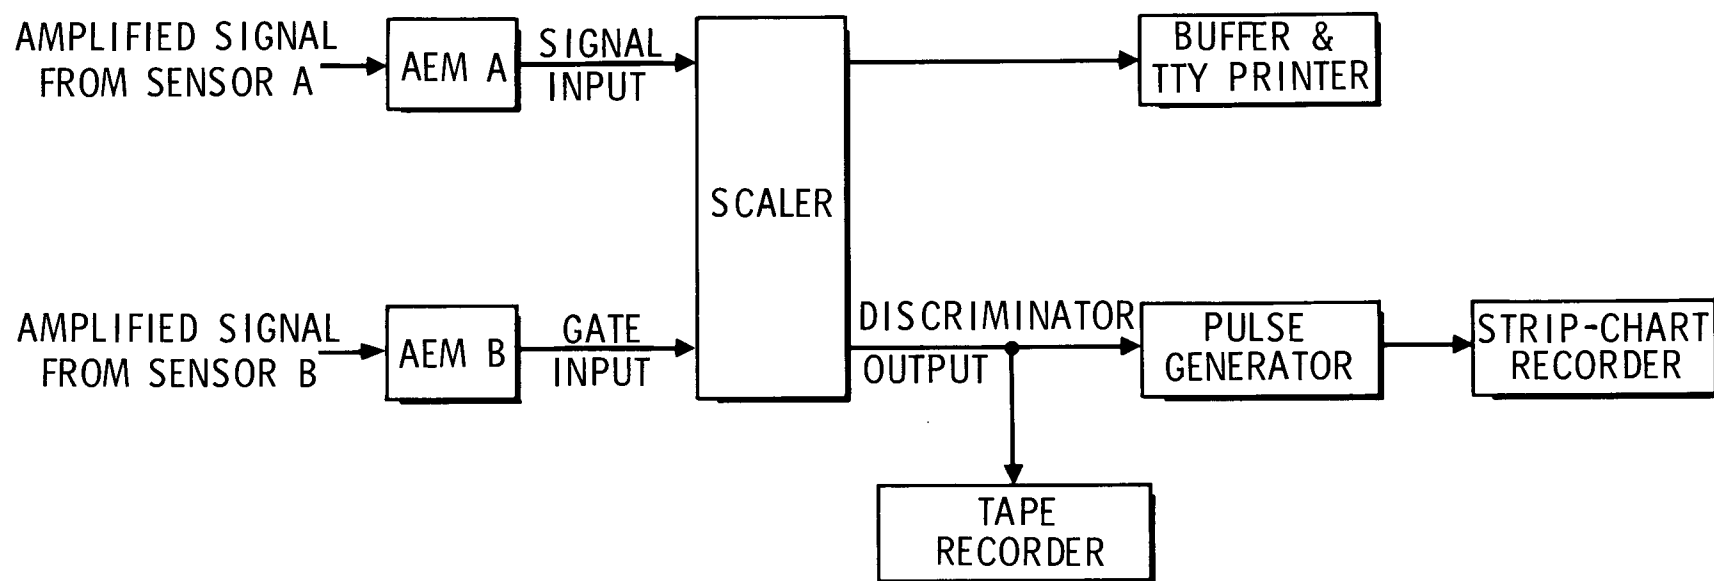 AMPLIFIED SIGNAL
FROM SENSOR A
AEM A
SIGNAL
INPUT
SCALER
BUFFER &
TTY PRINTER
AMPLIFIED SIGNAL
FROM SENSOR B
AEM B
GATE
INPUT
DISCRIMINATOR
OUTPUT
PULSE
GENERATOR
STRIP-CHART
RECORDER
TAPE
RECORDER